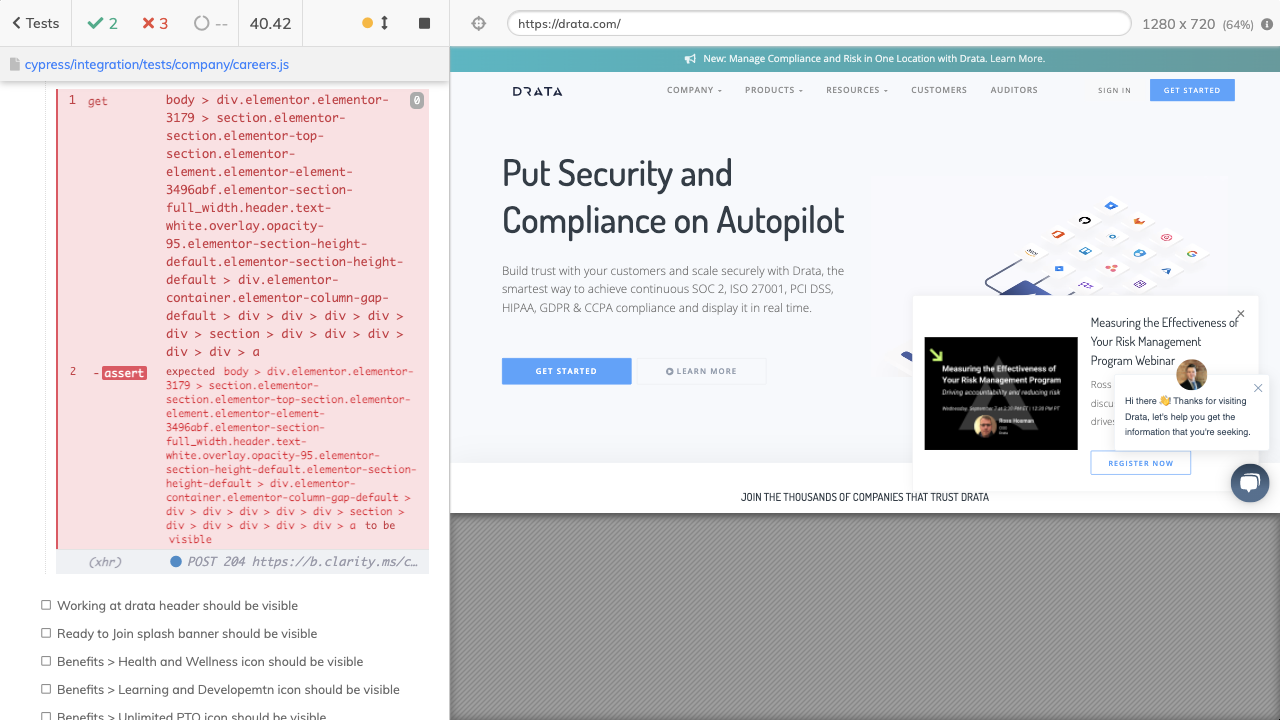 Tests
2
3
--
40.42
https://drata.com/
1280 x 720 (64%)
cypress/integration/tests/company/careers.js
1 get
body > div.elementor.elementor-
3179 > section.elementor-
section.elementor-top-
section.elementor-
element.elementor-element-
3496abf.elementor-section-
full_width.header.text-
white.overlay.opacity-
95.elementor-section-height-
default.elementor-section-height-
default > div.elementor-
container.elementor-column-gap-
default > div > div > div > div >
div > section > div > div > div >
div > div > a
0
2 -assert
expected body > div.elementor.elementor-
3179 > section.elementor-
section.elementor-top-section.elementor-
element.elementor-element-
3496abf.elementor-section-
full_width.header.text-
white.overlay.opacity-95.elementor-
section-height-default.elementor-section-
height-default > div.elementor-
container.elementor-column-gap-default >
div > div > div > div > div > section >
div > div > div > div > div > a to be
visible
(xhr) POST 204 https://b.clarity.ms/c…
Working at drata header should be visible
Ready to Join splash banner should be visible
Benefits > Health and Wellness icon should be visible
Benefits > Learning and Developemtn icon should be visible
Benefits > Unlimited PTO icon should be visible
New: Manage Compliance and Risk in One Location with Drata. Learn More.
DRATA
COMPANY
PRODUCTS
RESOURCES
CUSTOMERS
AUDITORS
SIGN IN
GET STARTED
Put Security and
Compliance on Autopilot
Build trust with your customers and scale securely with Drata, the
smartest way to achieve continuous SOC 2, ISO 27001, PCI DSS,
HIPAA, GDPR & CCPA compliance and display it in real time.
GET STARTED
LEARN MORE
Measuring the Effectiveness of
Your Risk Management
Program Webinar
Measuring the Effectiveness of
Your Risk Management Program
Driving accountability and reducing risk
Ross
discu
drives
Hi there 👋 Thanks for visiting
Drata, let's help you get the
information that you're seeking.
REGISTER NOW
JOIN THE THOUSANDS OF COMPANIES THAT TRUST DRATA